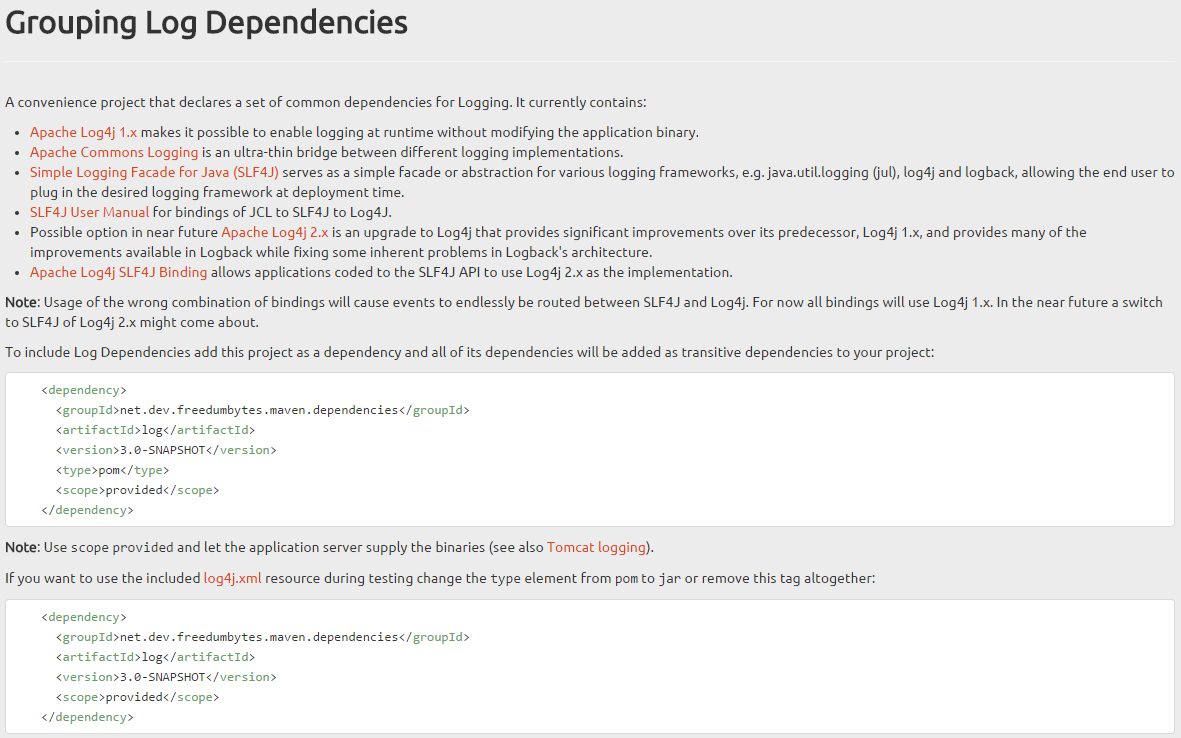 Grouping Log Dependencies
A convenience project that declares a set of common dependencies for Logging. It currently contains:
• Apache Log4j 1.x makes it possible to enable logging at runtime without modifying the application binary.
• Apache Commons Logging is an ultra-thin bridge between different logging implementations.
• Simple Logging Facade for Java (SLF4J) serves as a simple facade or abstraction for various logging frameworks, e.g. java.util.logging (jul), log4j and logback, allowing the end user to
plug in the desired logging framework at deployment time.
• SLF4J User Manual for bindings of JCL to SLF4J to Log4J.
• Possible option in near future Apache Log4j 2.x is an upgrade to Log4j that provides significant improvements over its predecessor, Log4j 1.x, and provides many of the
improvements available in Logback while fixing some inherent problems in Logback's architecture.
• Apache Log4j SLF4J Binding allows applications coded to the SLF4J API to use Log4j 2.x as the implementation.
Note: Usage of the wrong combination of bindings will cause events to endlessly be routed between SLF4J and Log4j. For now all bindings will use Log4j 1.x. In the near future a switch
to SLF4J of Log4j 2.x might come about.
To include Log Dependencies add this project as a dependency and all of its dependencies will be added as transitive dependencies to your project:
<dependency>
<groupId>net.dev.freedumbytes.maven.dependencies</groupId>
<artifactId>log</artifactId>
<version>3.0-SNAPSHOT</version>
<type>pom</type>
<scope>provided</scope>
</dependency>
Note: Use scope provided and let the application server supply the binaries (see also Tomcat logging).
If you want to use the included log4j.xml resource during testing change the type element from pom to jar or remove this tag altogether:
<dependency>
<groupId>net.dev.freedumbytes.maven.dependencies</groupId>
<artifactId>log</artifactId>
<version>3.0-SNAPSHOT</version>
<scope>provided</scope>
</dependency>